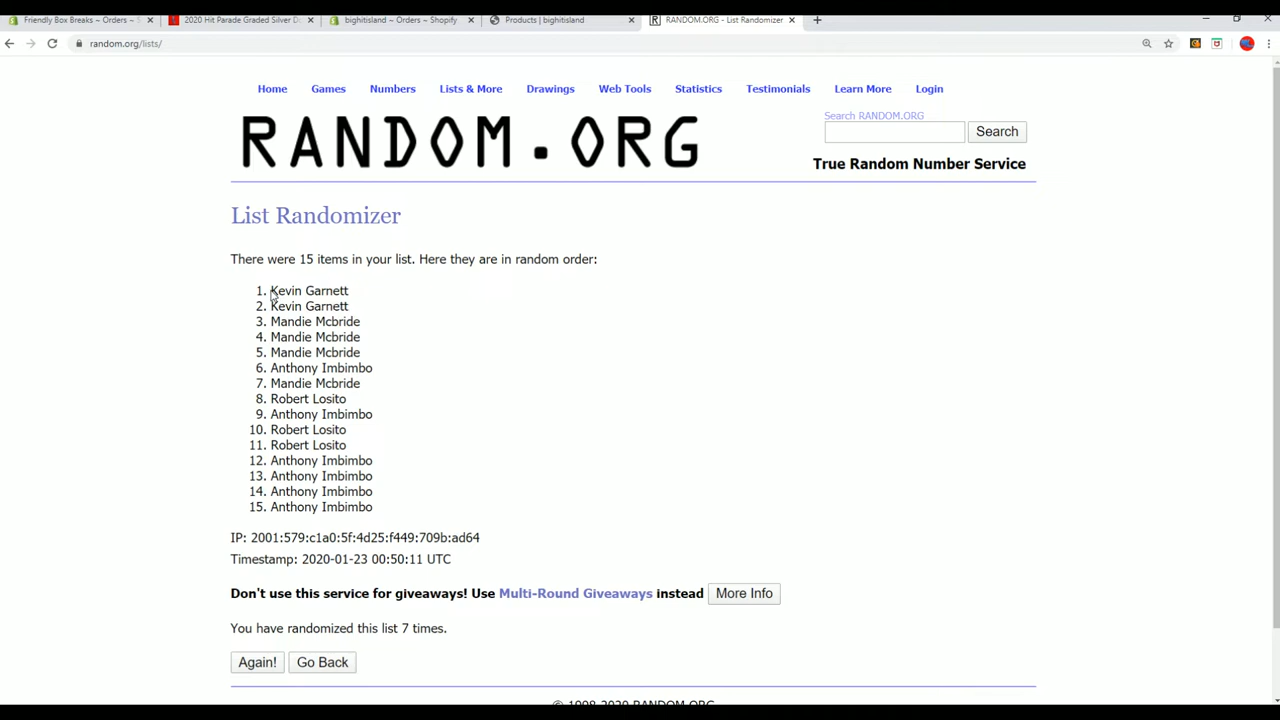 Friendly Box Breaks ~ Orders ~ S
2020 Hit Parade Graded Silver D
bighitisland ~ Orders ~ Shopify
Products | bighitisland
RANDOM.ORG - List Randomizer
random.org/lists/
Home Games Numbers Lists & More Drawings Web Tools Statistics Testimonials Learn More Login
Search RANDOM.ORG
RANDOM.ORG
Search
True Random Number Service
List Randomizer
There were 15 items in your list. Here they are in random order:
1. Kevin Garnett
2. Kevin Garnett
3. Mandie Mcbride
4. Mandie Mcbride
5. Mandie Mcbride
6. Anthony Imbimbo
7. Mandie Mcbride
8. Robert Losito
9. Anthony Imbimbo
10. Robert Losito
11. Robert Losito
12. Anthony Imbimbo
13. Anthony Imbimbo
14. Anthony Imbimbo
15. Anthony Imbimbo
IP: 2001:579:c1a0:5f:4d25:f449:709b:ad64
Timestamp: 2020-01-23 00:50:11 UTC
Don't use this service for giveaways! Use Multi-Round Giveaways instead More Info
You have randomized this list 7 times.
Again! Go Back
© 1998-2020 RANDOM.ORG